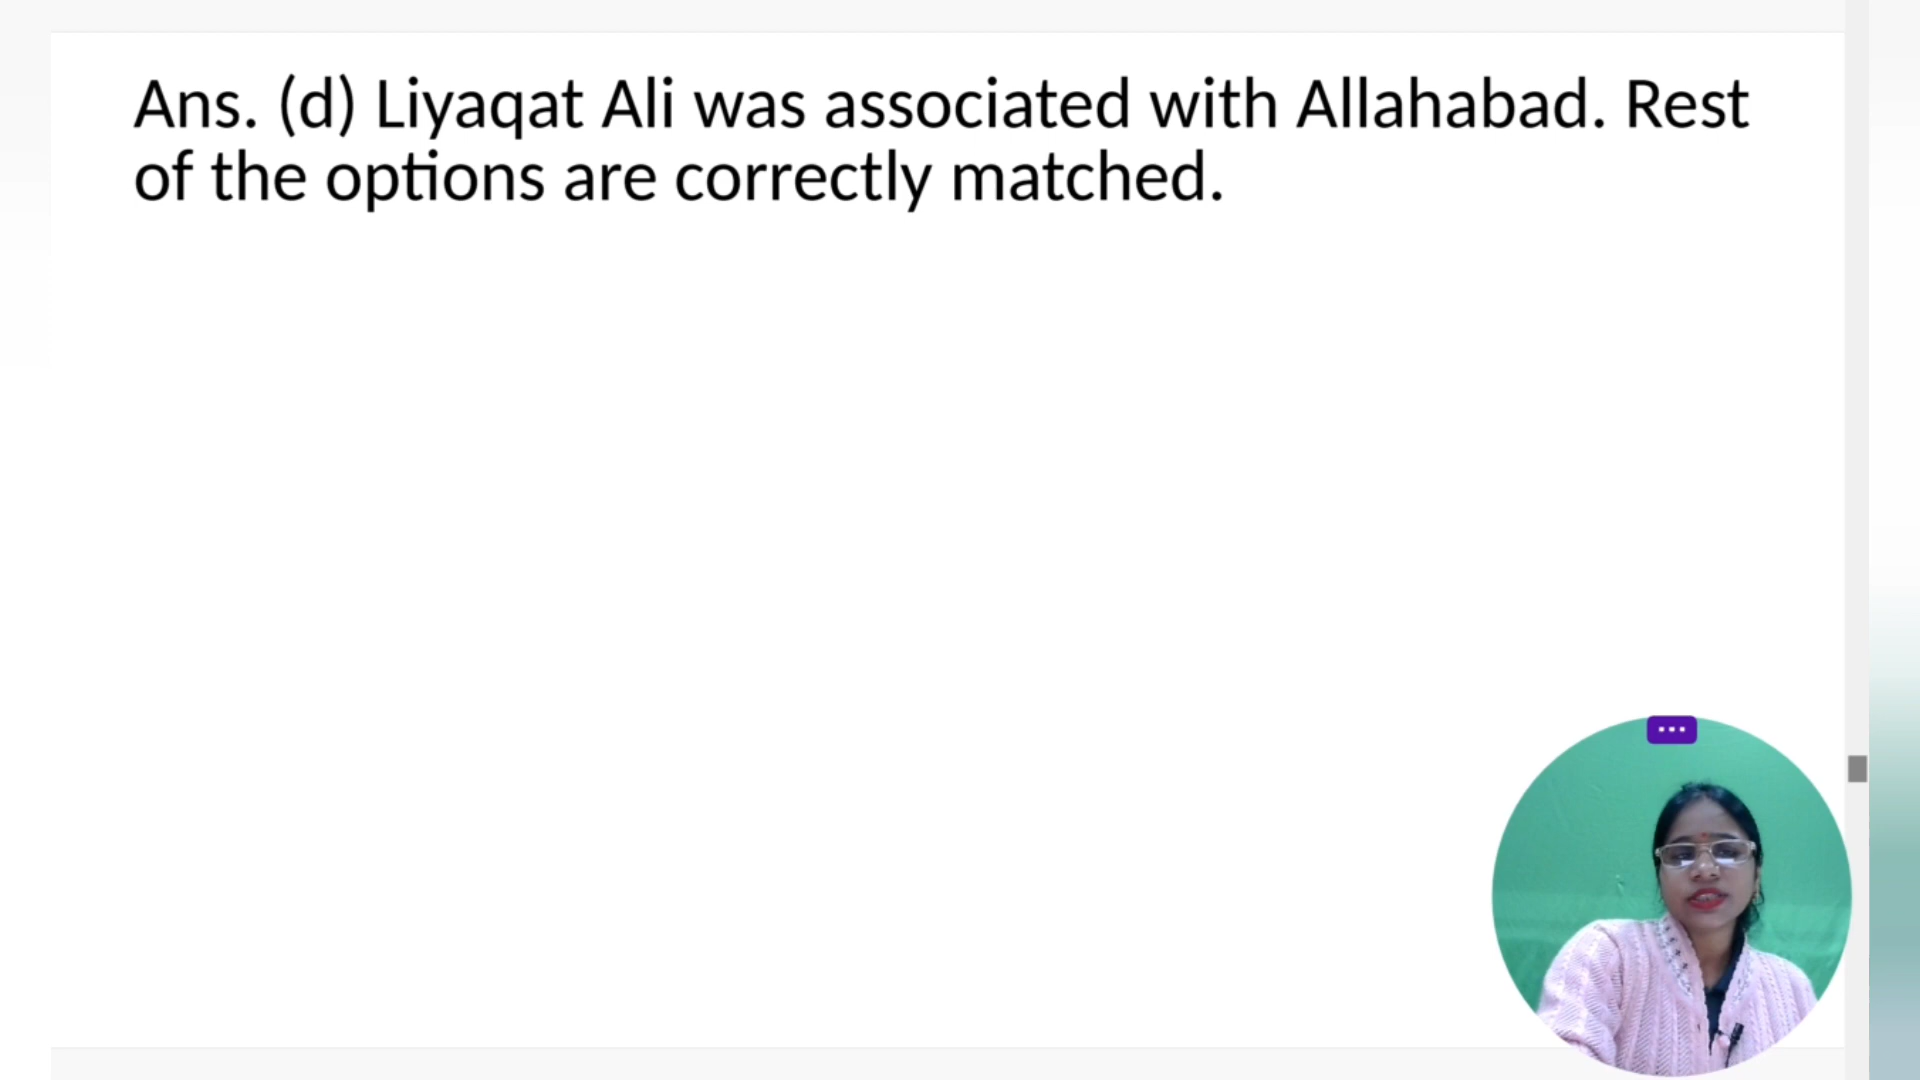 Ans. (d) Liyaqat Ali was associated with Allahabad. Rest
of the options are correctly matched.